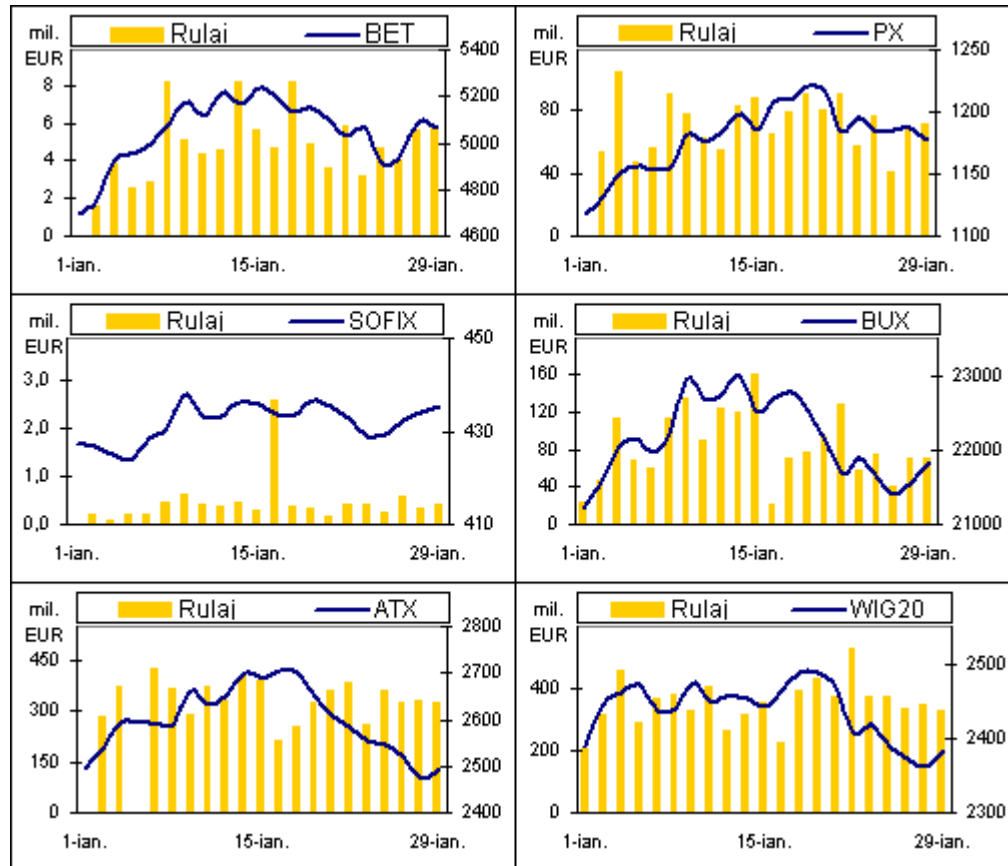 mil. Rulaj BET 5400
EUR
8 5200
6 5000
4
2 4800
0 4600
1-ian. 15-ian. 29-ian.
mil. Rulaj PX 1250
EUR
80 1200
40 1150
0 1100
1-ian. 15-ian. 29-ian.
mil. Rulaj SOFIX 450
EUR
3,0
2,0 430
1,0
0,0 410
1-ian. 15-ian. 29-ian.
mil. Rulaj BUX
EUR
160 23000
120
80 22000
40
0 21000
1-ian. 15-ian. 29-ian.
mil. Rulaj ATX 2800
EUR
450 2700
300 2600
150 2500
0 2400
1-ian. 15-ian. 29-ian.
mil. Rulaj WIG20
EUR
400 2500
200 2400
0 2300
1-ian. 15-ian. 29-ian.